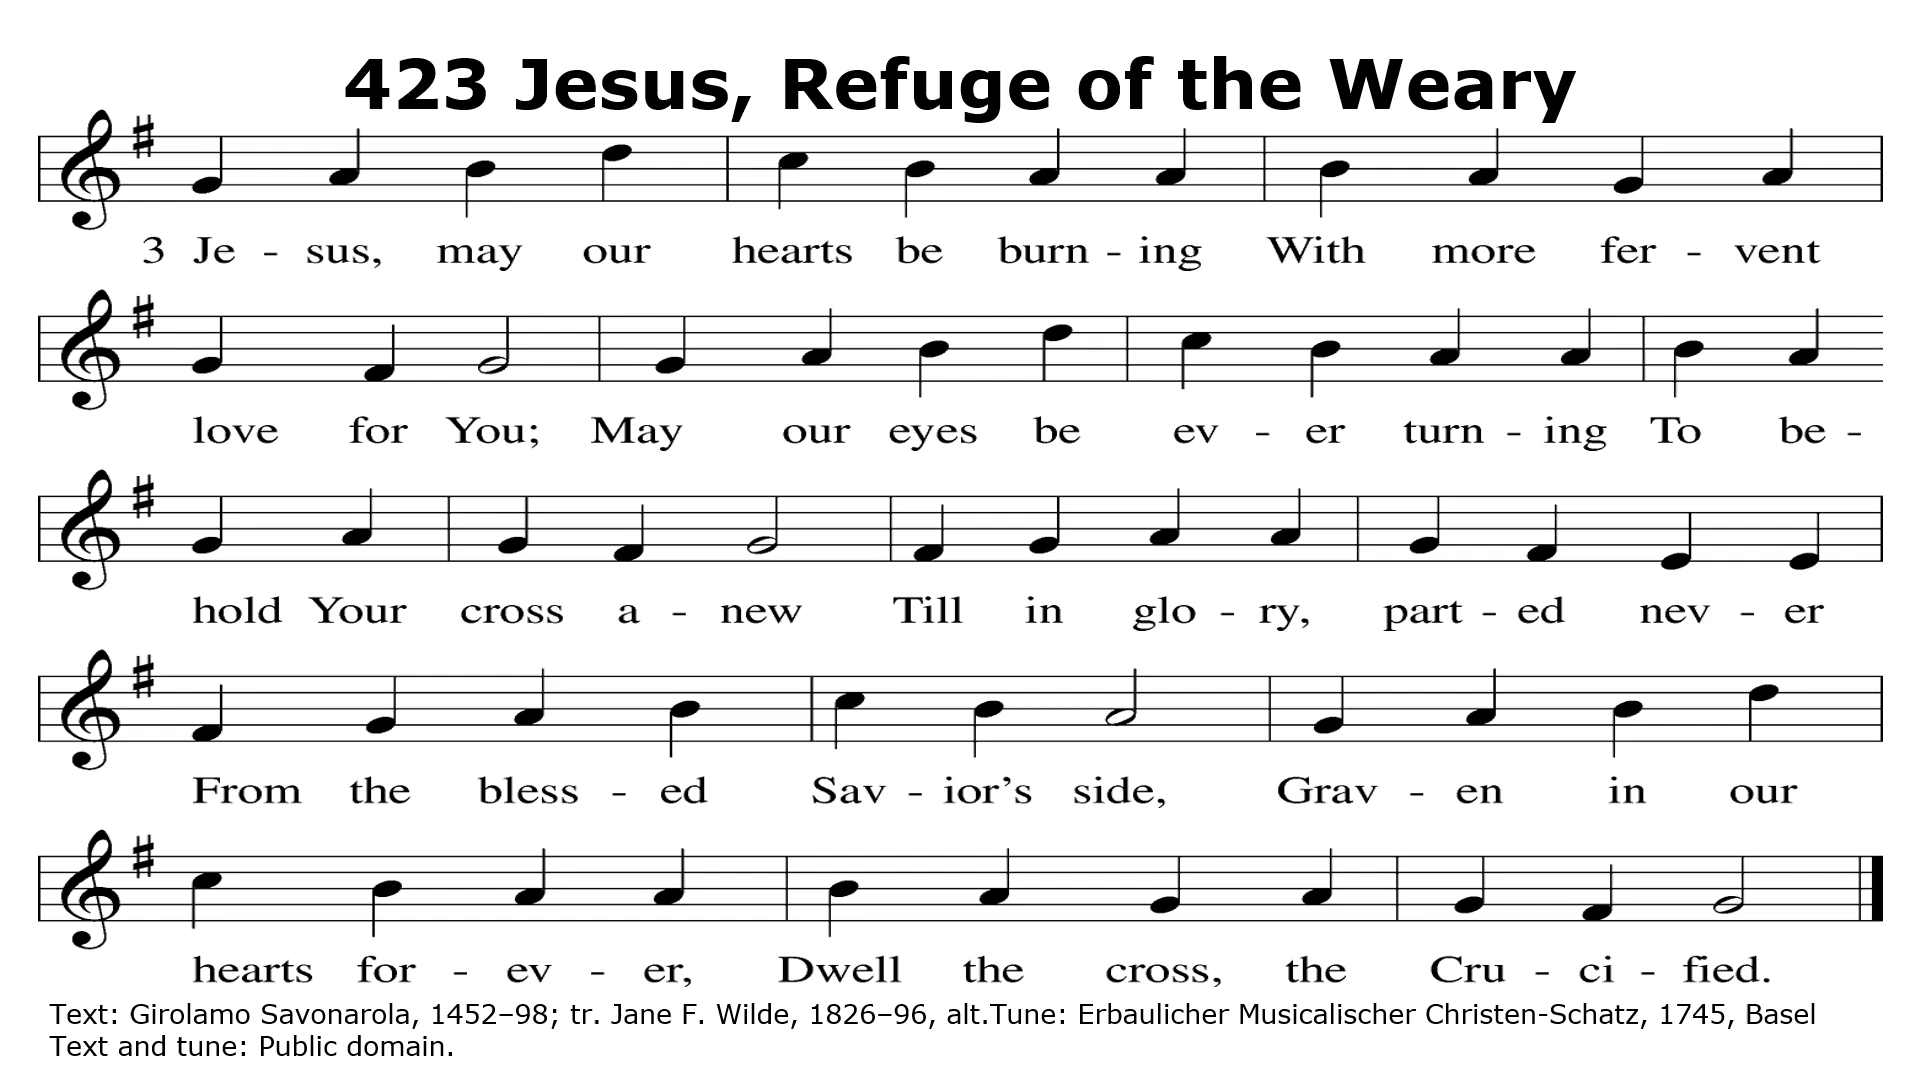 423 Jesus, Refuge of the Weary
3 Je - sus, may our hearts be burn - ing With more fer - vent
love for You; May our eyes be ev - er turn - ing To be -
hold Your cross a - new Till in glo - ry, part - ed nev - er
From the bless - ed Sav - ior’s side, Grav - en in our
hearts for - ev - er, Dwell the cross, the Cru - ci - fied.
Text: Girolamo Savonarola, 1452–98; tr. Jane F. Wilde, 1826–96, alt.Tune: Erbaulicher Musicalischer Christen-Schatz, 1745, Basel
Text and tune: Public domain.